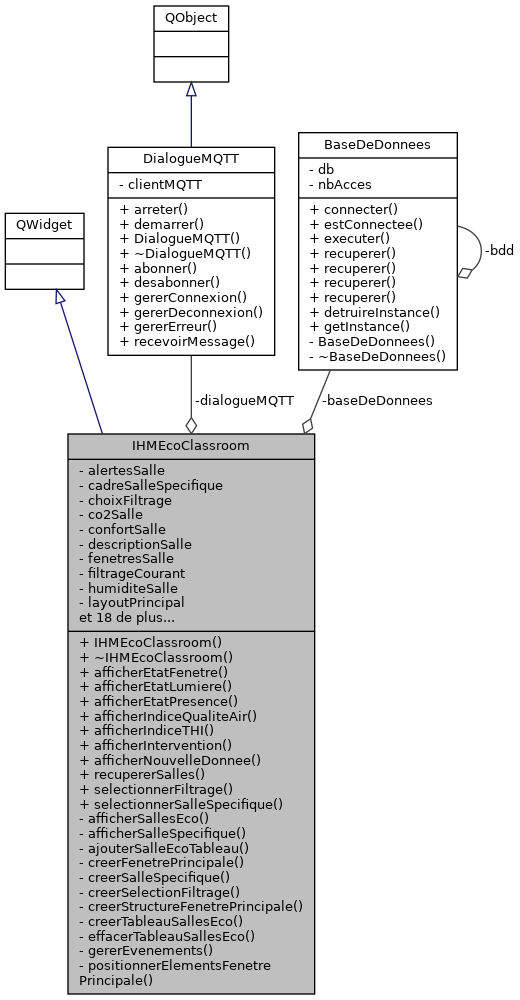 QObject
DialogueMQTT
- clientMQTT
+ arreter()
+ demarrer()
+ DialogueMQTT()
+ ~DialogueMQTT()
+ abonner()
+ desabonner()
+ gererConnexion()
+ gererDeconnexion()
+ gererErreur()
+ recevoirMessage()
BaseDeDonnees
- db
- nbAcces
+ connecter()
+ estConnectee()
+ executer()
+ recuperer()
+ recuperer()
+ recuperer()
+ recuperer()
+ detruireInstance()
+ getInstance()
- BaseDeDonnees()
- ~BaseDeDonnees()
-bdd
QWidget
-dialogueMQTT
-baseDeDonnees
IHMEcoClassroom
- alertesSalle
- cadreSalleSpecifique
- choixFiltrage
- co2Salle
- confortSalle
- descriptionSalle
- fenetresSalle
- filtrageCourant
- humiditeSalle
- layoutPrincipal
et 18 de plus...
+ IHMEcoClassroom()
+ ~IHMEcoClassroom()
+ afficherEtatFenetre()
+ afficherEtatLumiere()
+ afficherEtatPresence()
+ afficherIndiceQualiteAir()
+ afficherIndiceTHI()
+ afficherIntervention()
+ afficherNouvelleDonnee()
+ recupererSalles()
+ selectionnerFiltrage()
+ selectionnerSalleSpecifique()
- afficherSallesEco()
- afficherSalleSpecifique()
- ajouterSalleEcoTableau()
- creerFenetrePrincipale()
- creerSalleSpecifique()
- creerSelectionFiltrage()
- creerStructureFenetrePrincipale()
- creerTableauSallesEco()
- effacerTableauSallesEco()
- gererEvenements()
- positionnerElementsFenetre
Principale()